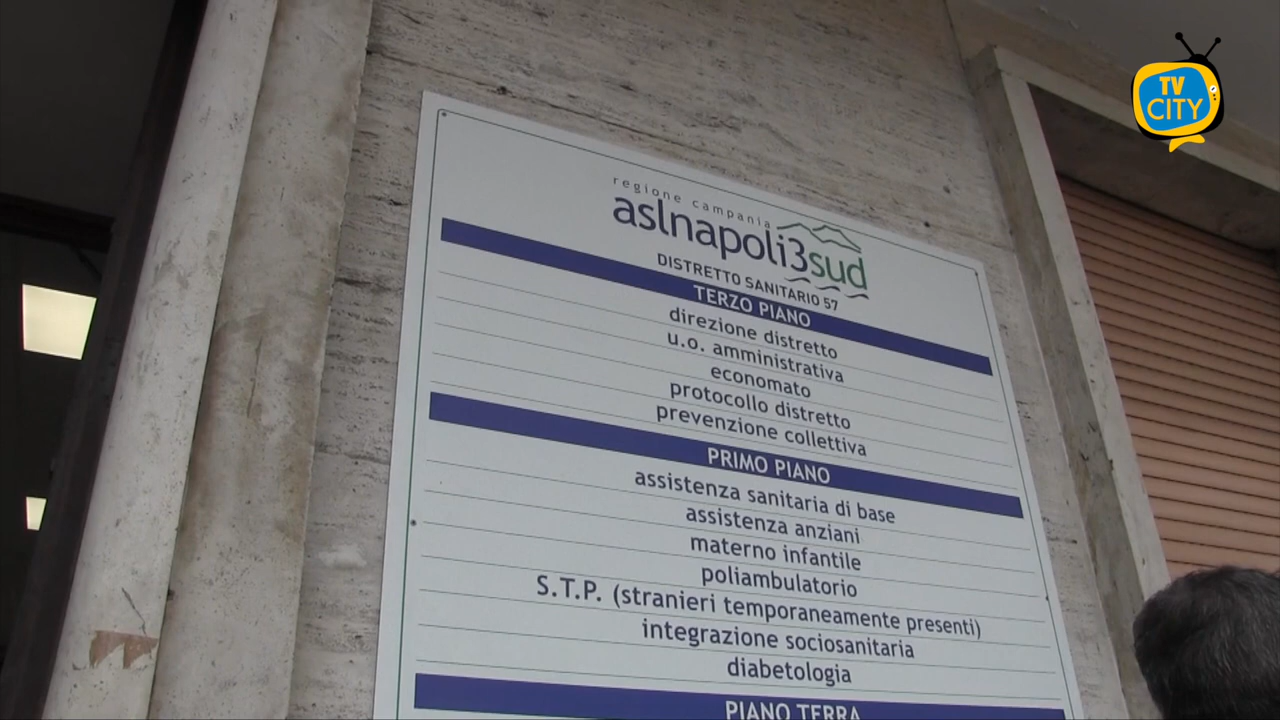 TV
CITY
regione campania
aslnapoli3sud
DISTRETTO SANITARIO 57
TERZO PIANO
direzione distretto
u.o. amministrativa
economato
protocollo distretto
prevenzione collettiva
PRIMO PIANO
assistenza sanitaria di base
assistenza anziani
materno infantile
poliambulatorio
S.T.P. (stranieri temporaneamente presenti)
integrazione sociosanitaria
diabetologia
PIANO TERRA